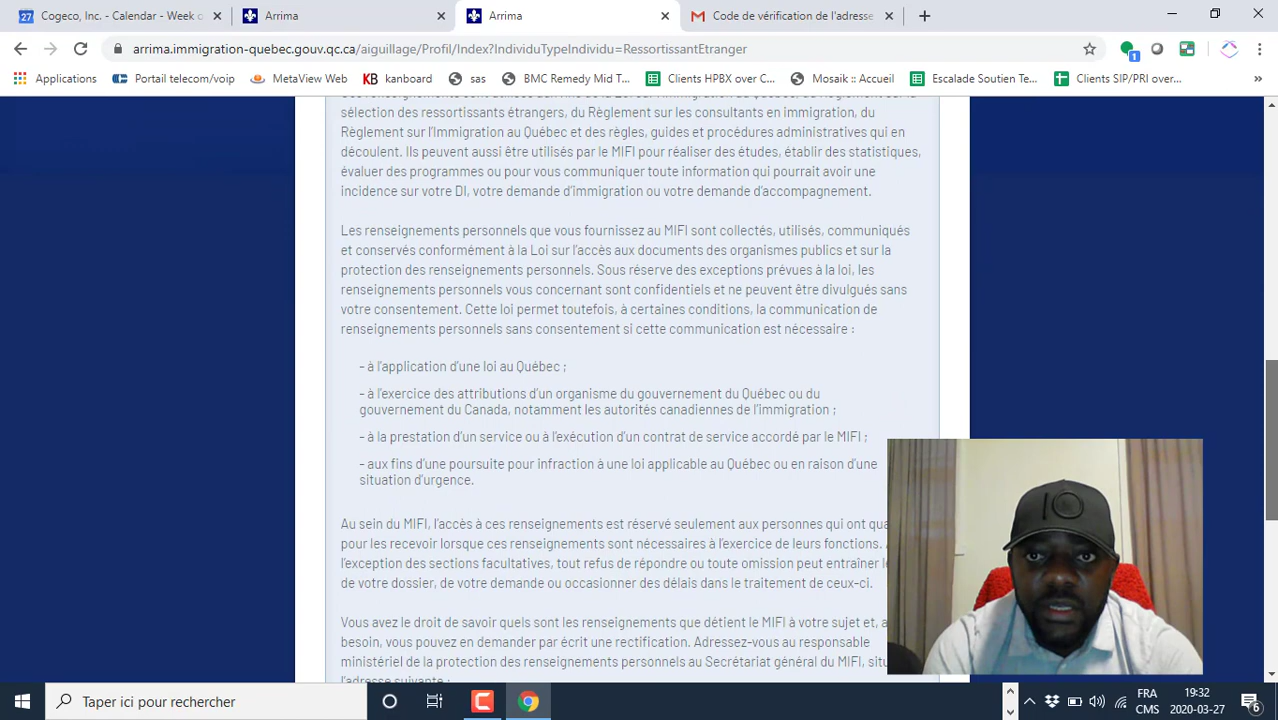 Cogeco, Inc. - Calendar - Week o
Arrima
Arrima
Code de vérification de l'adresse
arrima.immigration-quebec.gouv.qc.ca/aiguillage/Profil/Index?IndividuTypeIndividu=RessortissantEtranger
Applications
Portail telecom/voip
MetaView Web
kanboard
sas
BMC Remedy Mid T...
Clients HPBX over C...
Mosaik :: Accueil
Escalade Soutien Te...
Clients SIP/PRI over...
sélection des ressortissants étrangers, du Règlement sur les consultants en immigration, du
Règlement sur l'Immigration au Québec et des règles, guides et procédures administratives qui en
découlent. Ils peuvent aussi être utilisés par le MIFI pour réaliser des études, établir des statistiques,
évaluer des programmes ou pour vous communiquer toute information qui pourrait avoir une
incidence sur votre DI, votre demande d'immigration ou votre demande d'accompagnement.
Les renseignements personnels que vous fournissez au MIFI sont collectés, utilisés, communiqués
et conservés conformément à la Loi sur l'accès aux documents des organismes publics et sur la
protection des renseignements personnels. Sous réserve des exceptions prévues à la loi, les
renseignements personnels vous concernant sont confidentiels et ne peuvent être divulgués sans
votre consentement. Cette loi permet toutefois, à certaines conditions, la communication de
renseignements personnels sans consentement si cette communication est nécessaire :
- à l'application d'une loi au Québec ;
- à l'exercice des attributions d'un organisme du gouvernement du Québec ou du
gouvernement du Canada, notamment les autorités canadiennes de l'immigration ;
- à la prestation d'un service ou à l'exécution d'un contrat de service accordé par le MIFI ;
- aux fins d'une poursuite pour infraction à une loi applicable au Québec ou en raison d'une
situation d'urgence.
Au sein du MIFI, l'accès à ces renseignements est réservé seulement aux personnes qui ont qua
pour les recevoir lorsque ces renseignements sont nécessaires à l'exercice de leurs fonctions.
l'exception des sections facultatives, tout refus de répondre ou toute omission peut entraîner le
de votre dossier, de votre demande ou occasionner des délais dans le traitement de ceux-ci.
Vous avez le droit de savoir quels sont les renseignements que détient le MIFI à votre sujet et, a
besoin, vous pouvez en demander par écrit une rectification. Adressez-vous au responsable
ministériel de la protection des renseignements personnels au Secrétariat général du MIFI, situ
l'adresse suivante :
Taper ici pour rechercher
FRA
CMS
19:32
2020-03-27
6